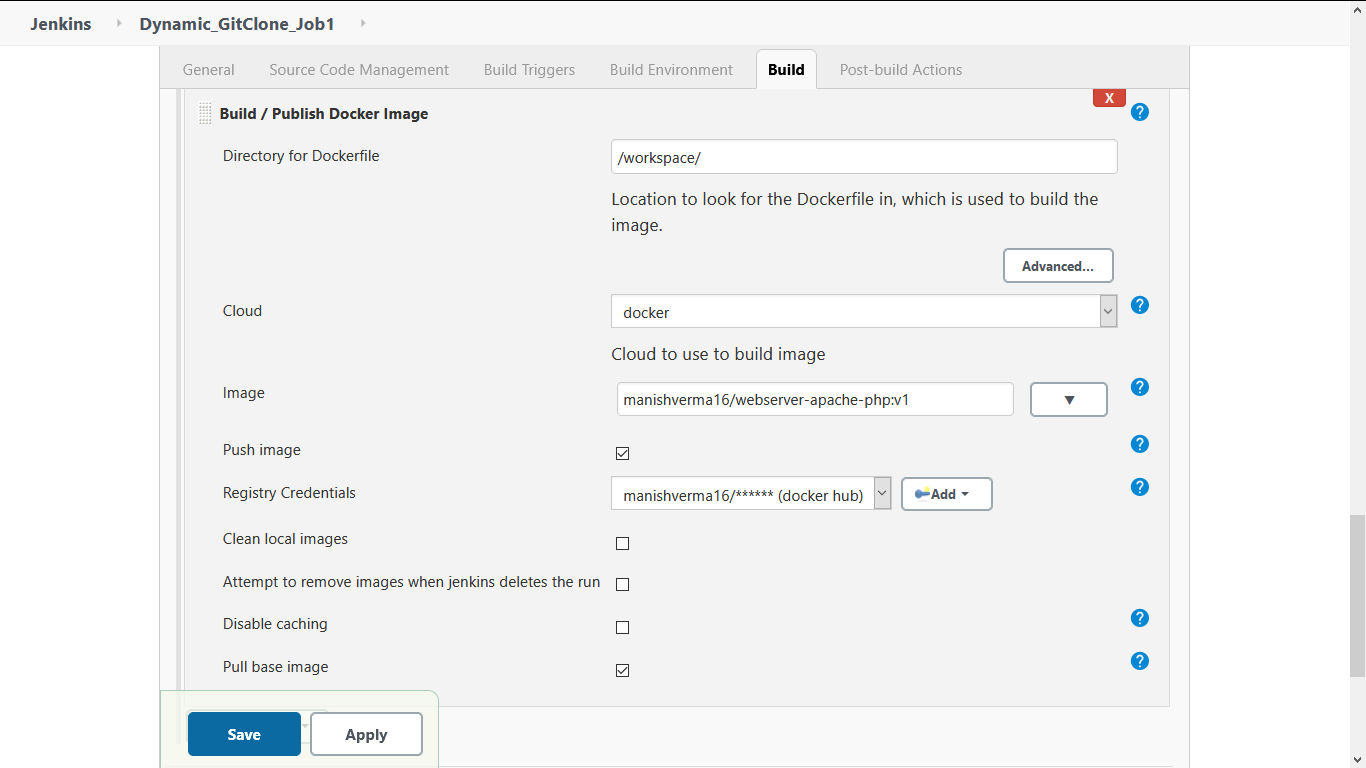 Jenkins Dynamic_GitClone_Job1
General Source Code Management Build Triggers Build Environment Build Post-build Actions
X
Build / Publish Docker Image ?
Directory for Dockerfile /workspace/
Location to look for the Dockerfile in, which is used to build the
image.
Advanced...
Cloud docker ?
Cloud to use to build image
Image manishverma16/webserver-apache-php:v1 ?
Push image ?
Registry Credentials manishverma16/****** (docker hub) Add ?
Clean local images
Attempt to remove images when jenkins deletes the run
Disable caching ?
Pull base image ?
Save Apply